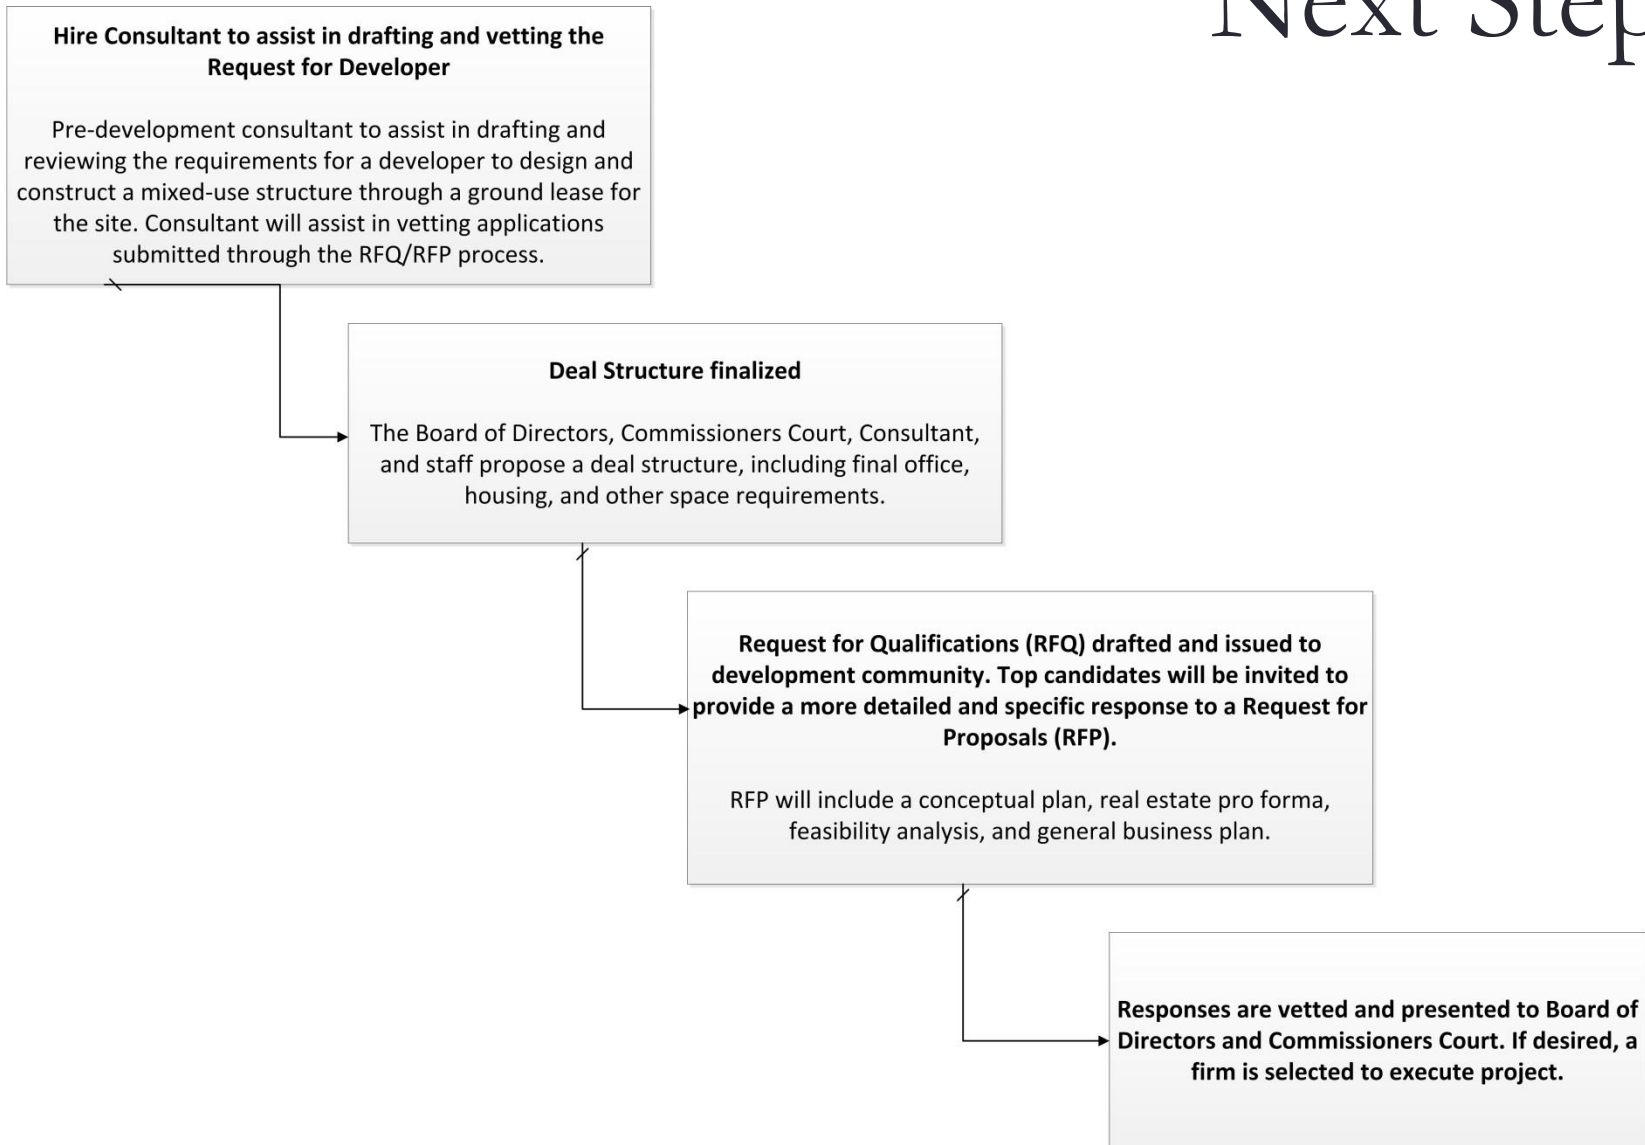 Next Step
Hire Consultant to assist in drafting and vetting the
Request for Developer
Pre-development consultant to assist in drafting and
reviewing the requirements for a developer to design and
construct a mixed-use structure through a ground lease for
the site. Consultant will assist in vetting applications
submitted through the RFQ/RFP process.
Deal Structure finalized
The Board of Directors, Commissioners Court, Consultant,
and staff propose a deal structure, including final office,
housing, and other space requirements.
Request for Qualifications (RFQ) drafted and issued to
development community. Top candidates will be invited to
provide a more detailed and specific response to a Request for
Proposals (RFP).
RFP will include a conceptual plan, real estate pro forma,
feasibility analysis, and general business plan.
Responses are vetted and presented to Board of
Directors and Commissioners Court. If desired, a
firm is selected to execute project.